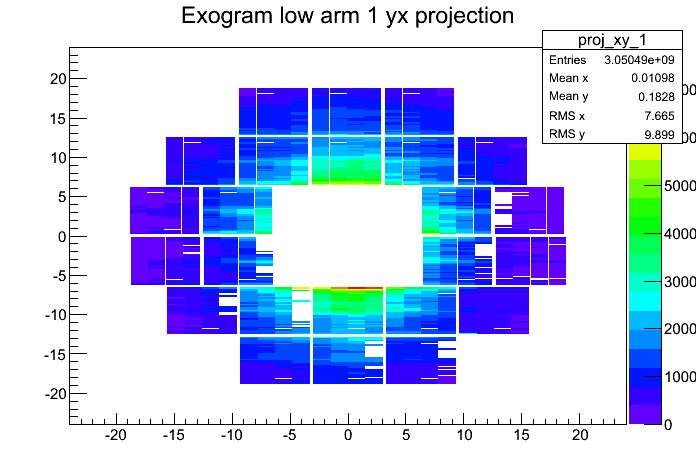 Exogram low arm 1 yx projection
proj_xy_1
Entries 3.05049e+09
Mean x 0.01098
Mean y 0.1828
RMS x 7.665
RMS y 9.899
20
15
10
5
0
-5
-10
-15
-20
-20 -15 -10 -5 0 5 10 15 20
5000
4000
3000
2000
1000
0